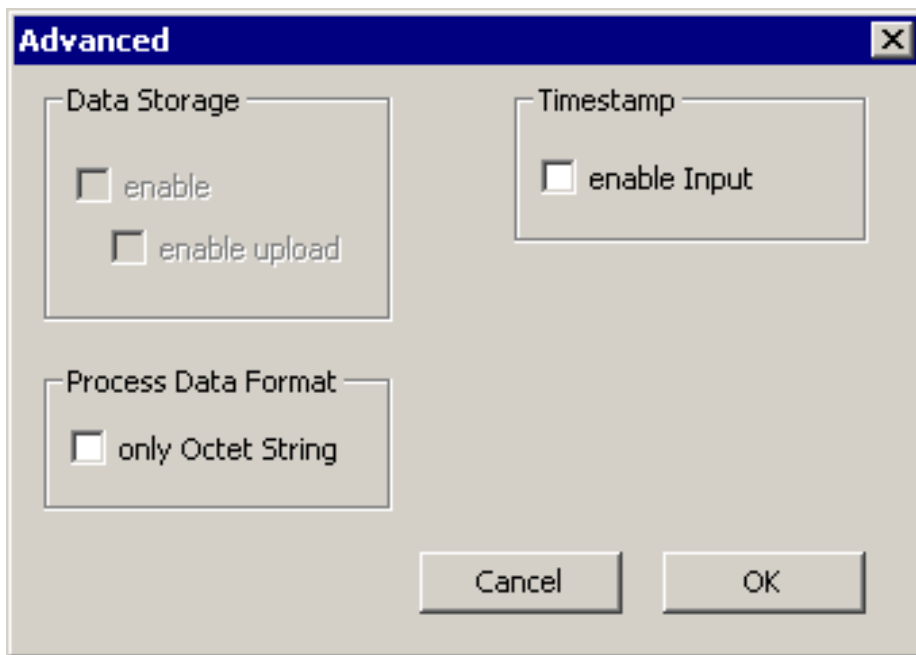 Advanced
Data Storage
enable
enable upload
Timestamp
enable Input
Process Data Format
only Octet String
Cancel
OK